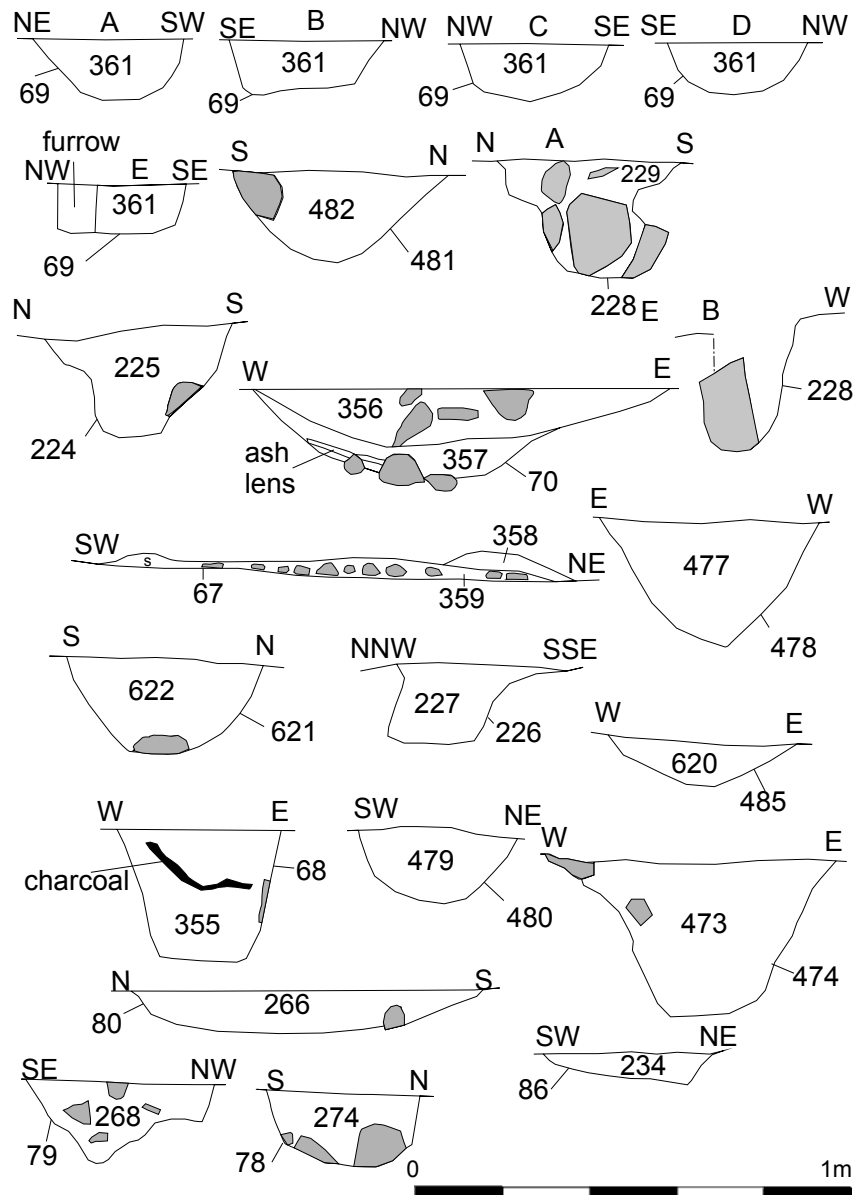 NE A SW
361
69
SE B NW
361
69
NW C SE
361
69
SE D NW
361
69
furrow
NW E SE
361
69
S N
482
481
N A S
229
228
N S
225
224
W E
356
357
ash
lens
70
E B W
228
SW NE
s
358
67
359
E W
477
478
S N
622
621
NNW SSE
227
226
W E
620
485
W E
68
charcoal
355
SW NE
479
480
W E
473
474
N S
266
80
SW NE
234
86
SE NW
268
79
S N
274
78
0 1m